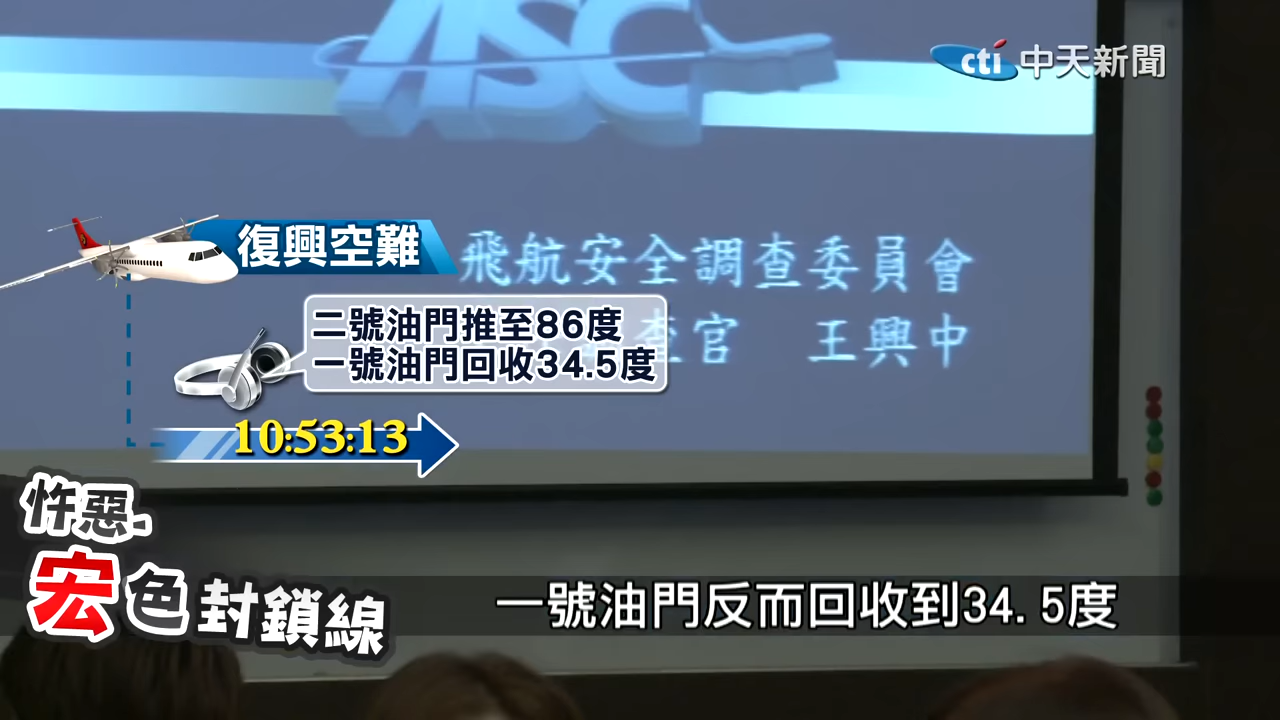 ASC
cti 中天新聞
復興空難
飛航安全調查委員會
二號油門推至86度
一號油門回收34.5度
查官 王興中
10:53:13
忤惡-
宏色封鎖線
一號油門反而回收到34.5度